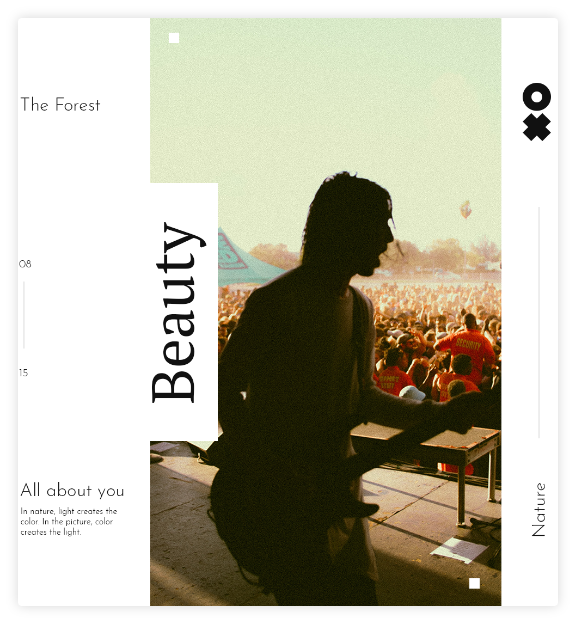 The Forest
08
15
Beauty
SECURITY
All about you
In nature, light creates the
color. In the picture, color
creates the light.
Nature